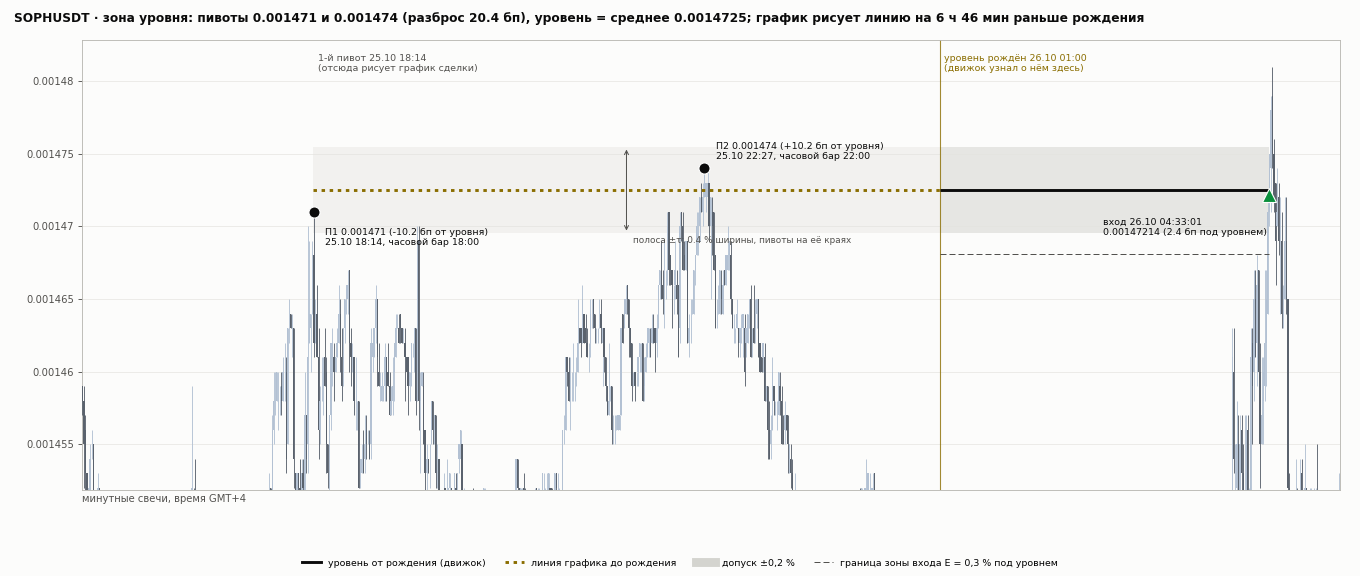 SOPHUSDT · зона уровня: пивоты 0.001471 и 0.001474 (разброс 20.4 бп), уровень = среднее 0.0014725; график рисует линию на 6 ч 46 мин раньше рождения
1-й пивот 25.10 18:14
(отсюда рисует график сделки)
уровень рождён 26.10 01:00
(движок узнал о нём здесь)
0.00148
П2 0.001474 (+10.2 бп от уровня)
25.10 22:27, часовой бар 22:00
0.001475
вход 26.10 04:33:01
0.00147214 (2.4 бп под уровнем)
0.00147
П1 0.001471 (-10.2 бп от уровня)
25.10 18:14, часовой бар 18:00
полоса ±τ, 0.4 % ширины, пивоты на её краях
0.001465
0.00146
0.001455
минутные свечи, время GMT+4
уровень от рождения (движок)
линия графика до рождения
допуск ±0,2 %
граница зоны входа E = 0,3 % под уровнем